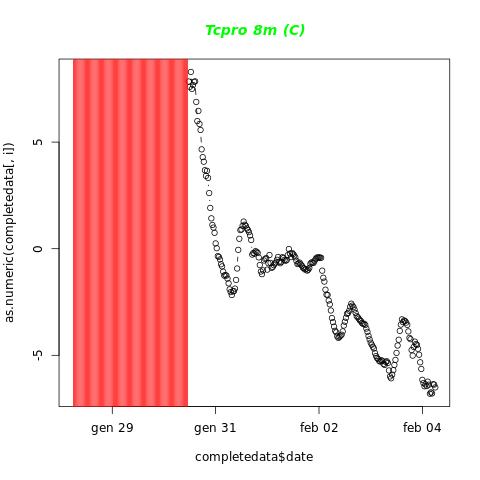 Tcpro 8m (C)
as.numeric(completedata[, i])
5
0
-5
gen 29 gen 31 feb 02 feb 04
completedata$date